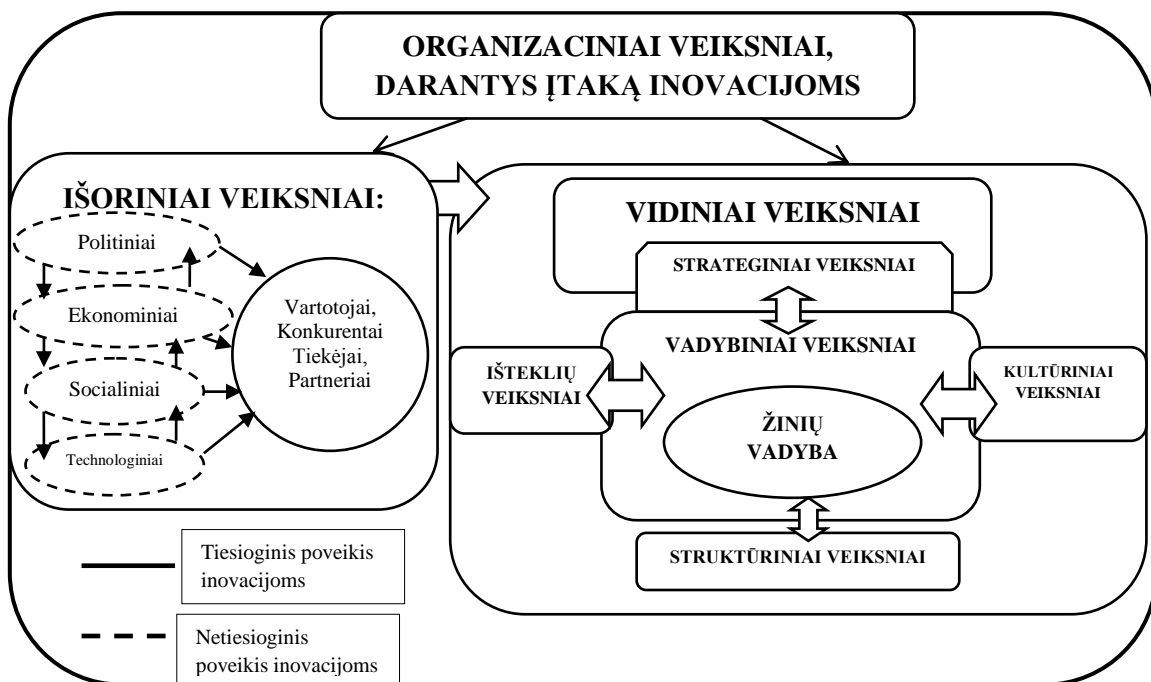 ORGANIZACINIAI VEIKSNIAI,
DARANTYS ĮTAKĄ INOVACIJOMS
IŠORINIAI VEIKSNIAI:
Politiniai
Ekonominiai
Socialiniai
Technologiniai
Vartotojai,
Konkurentai
Tiekėjai,
Partneriai
VIDINIAI VEIKSNIAI
STRATEGINIAI VEIKSNIAI
VADYBINIAI VEIKSNIAI
IŠTEKLIŲ
VEIKSNIAI
ŽINIŲ
VADYBA
KULTŪRINIAI
VEIKSNIAI
STRUKTŪRINIAI VEIKSNIAI
Tiesioginis poveikis
inovacijoms
Netiesioginis
poveikis inovacijoms